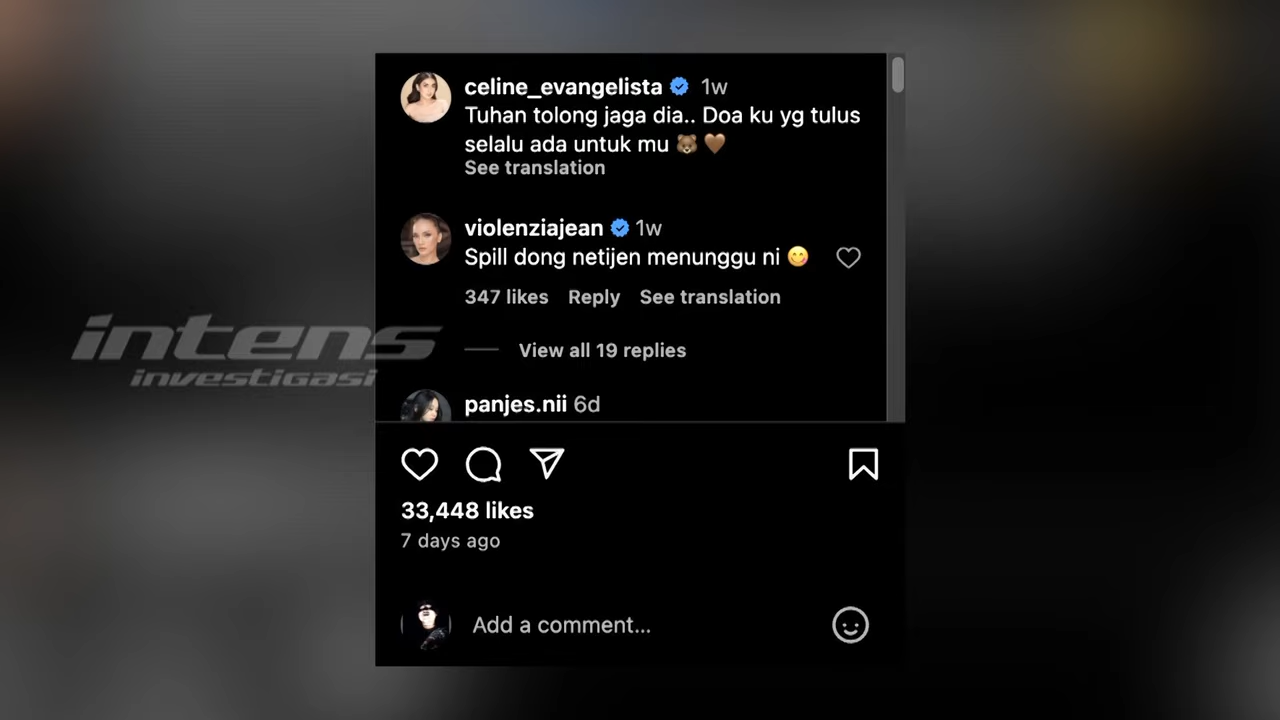 celine_evangelista 1w
Tuhan tolong jaga dia.. Doa ku yg tulus
selalu ada untuk mu 🐻 🤎
See translation
violenziajean 1w
Spill dong netijen menunggu ni 😋
347 likes Reply See translation
intens
investigasi
View all 19 replies
panjes.nii 6d
33,448 likes
7 days ago
Add a comment...